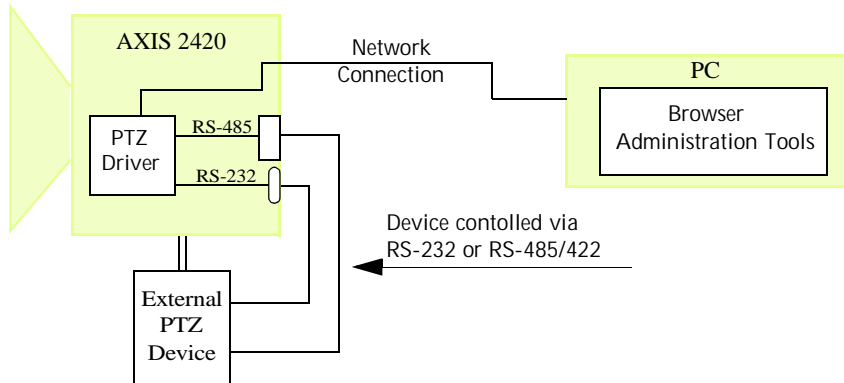 AXIS 2420
Network
Connection
PC
Browser
Administration Tools
PTZ
Driver
RS-485
RS-232
Device contolled via
RS-232 or RS-485/422
External
PTZ
Device